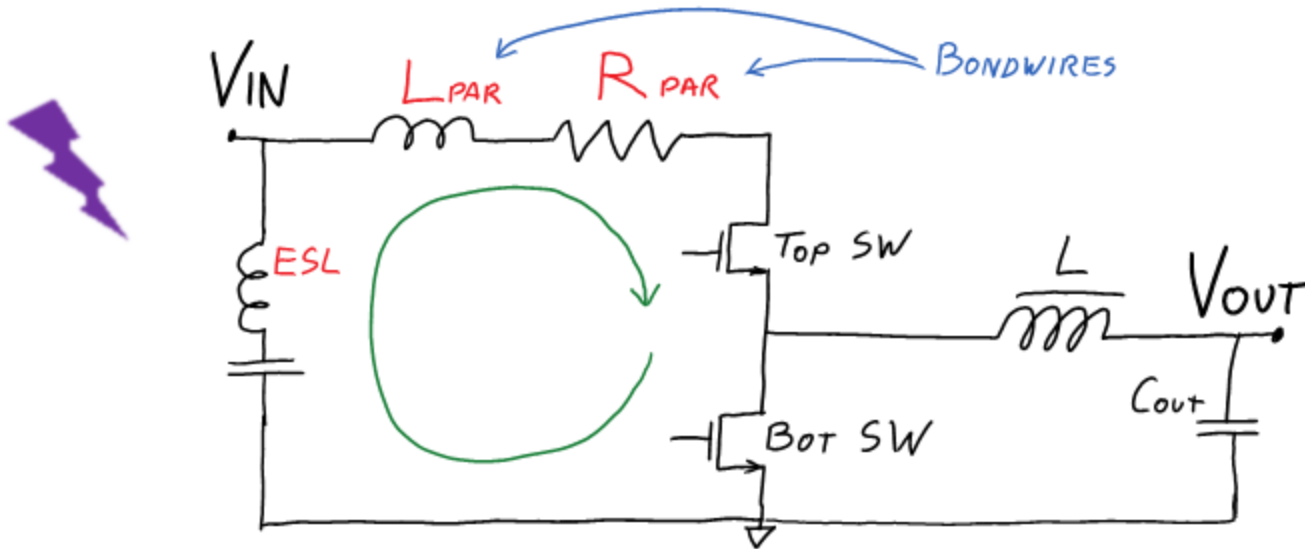 BONDWIRES
VIN
LPAR
RPAR
ESL
TOP SW
L
VOUT
COUT
BOT SW